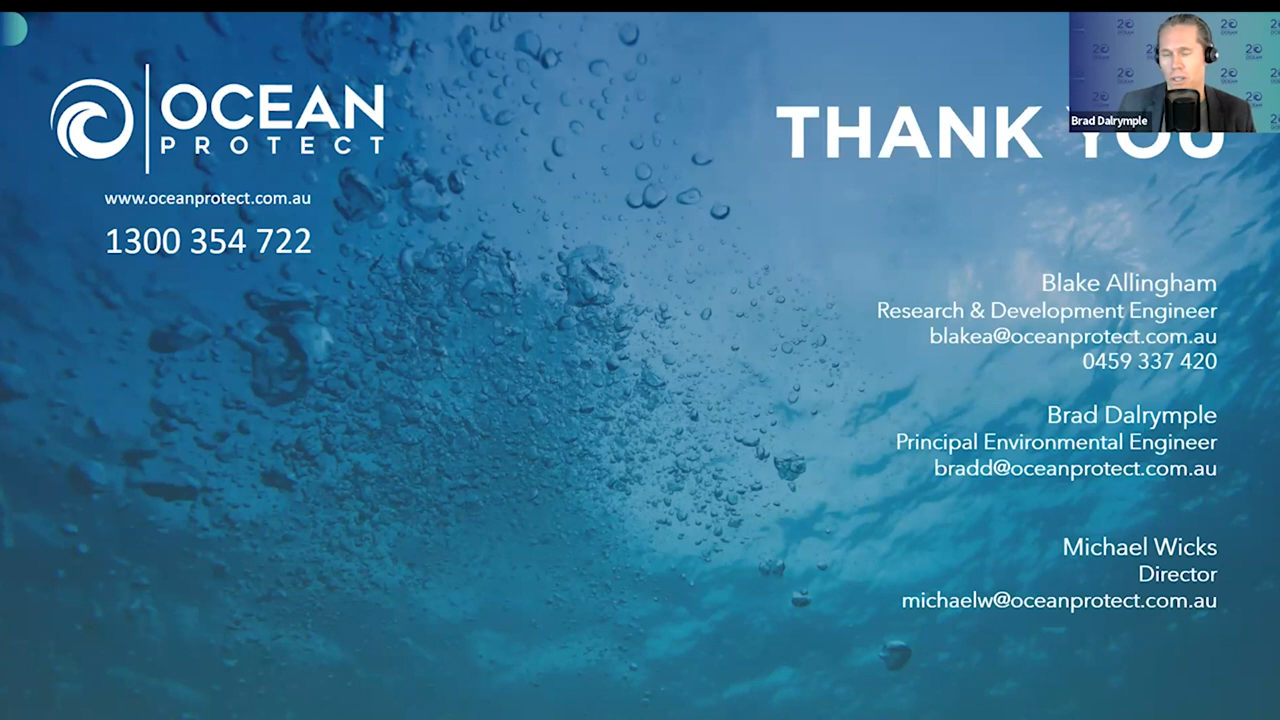 OCEAN
PROTECT
www.oceanprotect.com.au
1300 354 722
THANK YOU
Brad Dalrymple
Blake Allingham
Research & Development Engineer
blakea@oceanprotect.com.au
0459 337 420
Brad Dalrymple
Principal Environmental Engineer
bradd@oceanprotect.com.au
Michael Wicks
Director
michaelw@oceanprotect.com.au